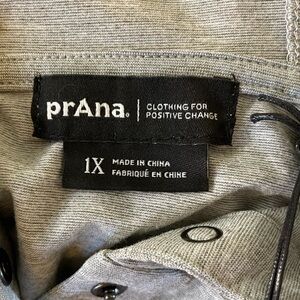 prAna.
CLOTHING FOR
POSITIVE CHANGE
1X
MADE IN CHINA
FABRIQUÉ EN CHINE